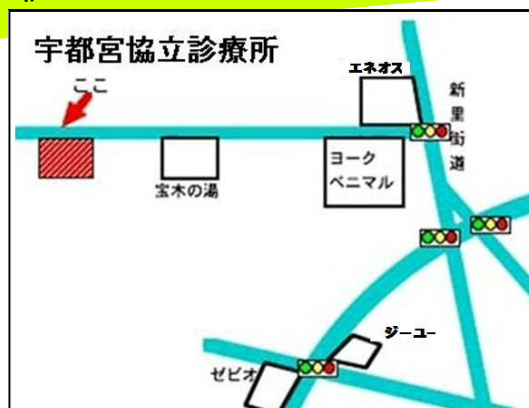 宇都宮協立診療所
ここ
エネオス
新里街道
宝木の湯
ヨーク
ベニマル
ジーユー
ゼビオ